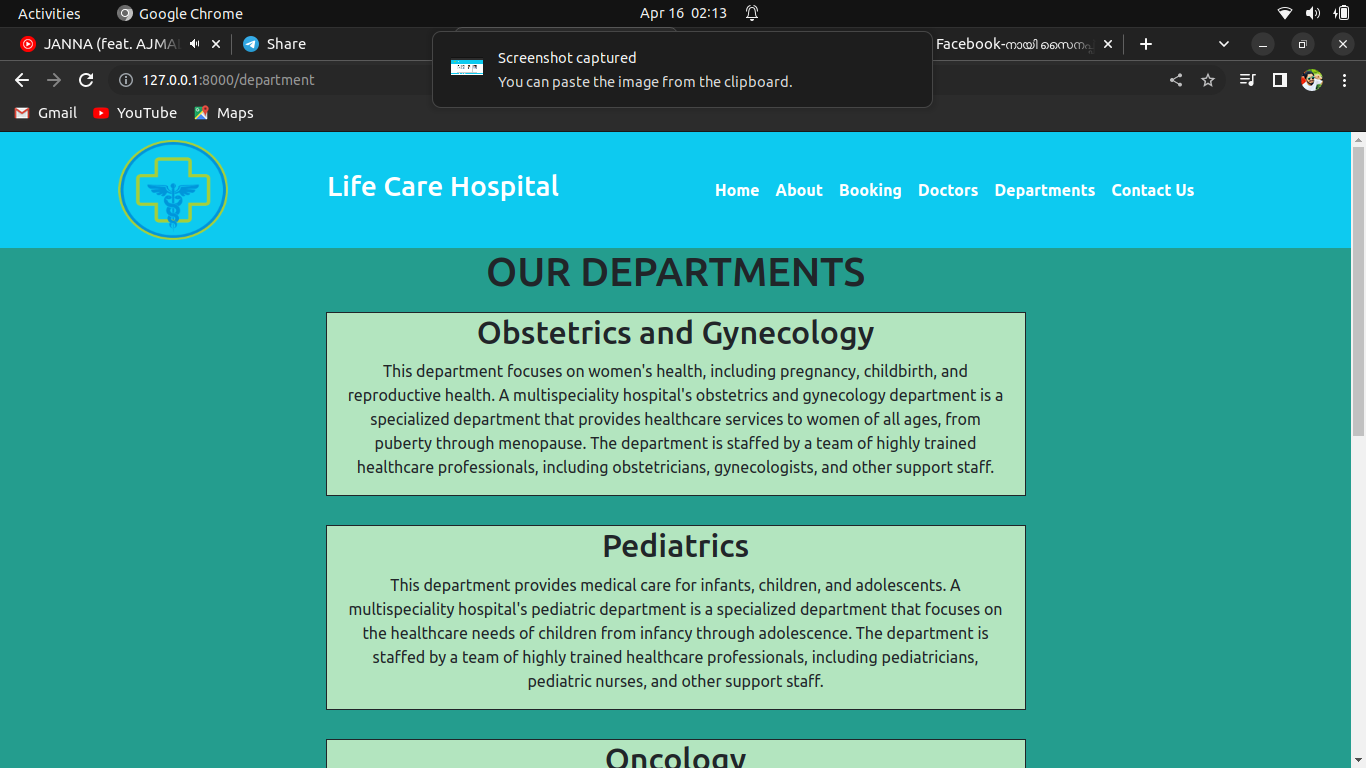 Activities
Google Chrome
Apr 16 02:13
JANNA (feat. AJMA
Share
Facebook-നായി സൈനപ്പ്
Screenshot captured
You can paste the image from the clipboard.
127.0.0.1:8000/department
Gmail
YouTube
Maps
Life Care Hospital
Home
About
Booking
Doctors
Departments
Contact Us
OUR DEPARTMENTS
Obstetrics and Gynecology
This department focuses on women's health, including pregnancy, childbirth, and
reproductive health. A multispeciality hospital's obstetrics and gynecology department is a
specialized department that provides healthcare services to women of all ages, from
puberty through menopause. The department is staffed by a team of highly trained
healthcare professionals, including obstetricians, gynecologists, and other support staff.
Pediatrics
This department provides medical care for infants, children, and adolescents. A
multispeciality hospital's pediatric department is a specialized department that focuses on
the healthcare needs of children from infancy through adolescence. The department is
staffed by a team of highly trained healthcare professionals, including pediatricians,
pediatric nurses, and other support staff.
Oncology